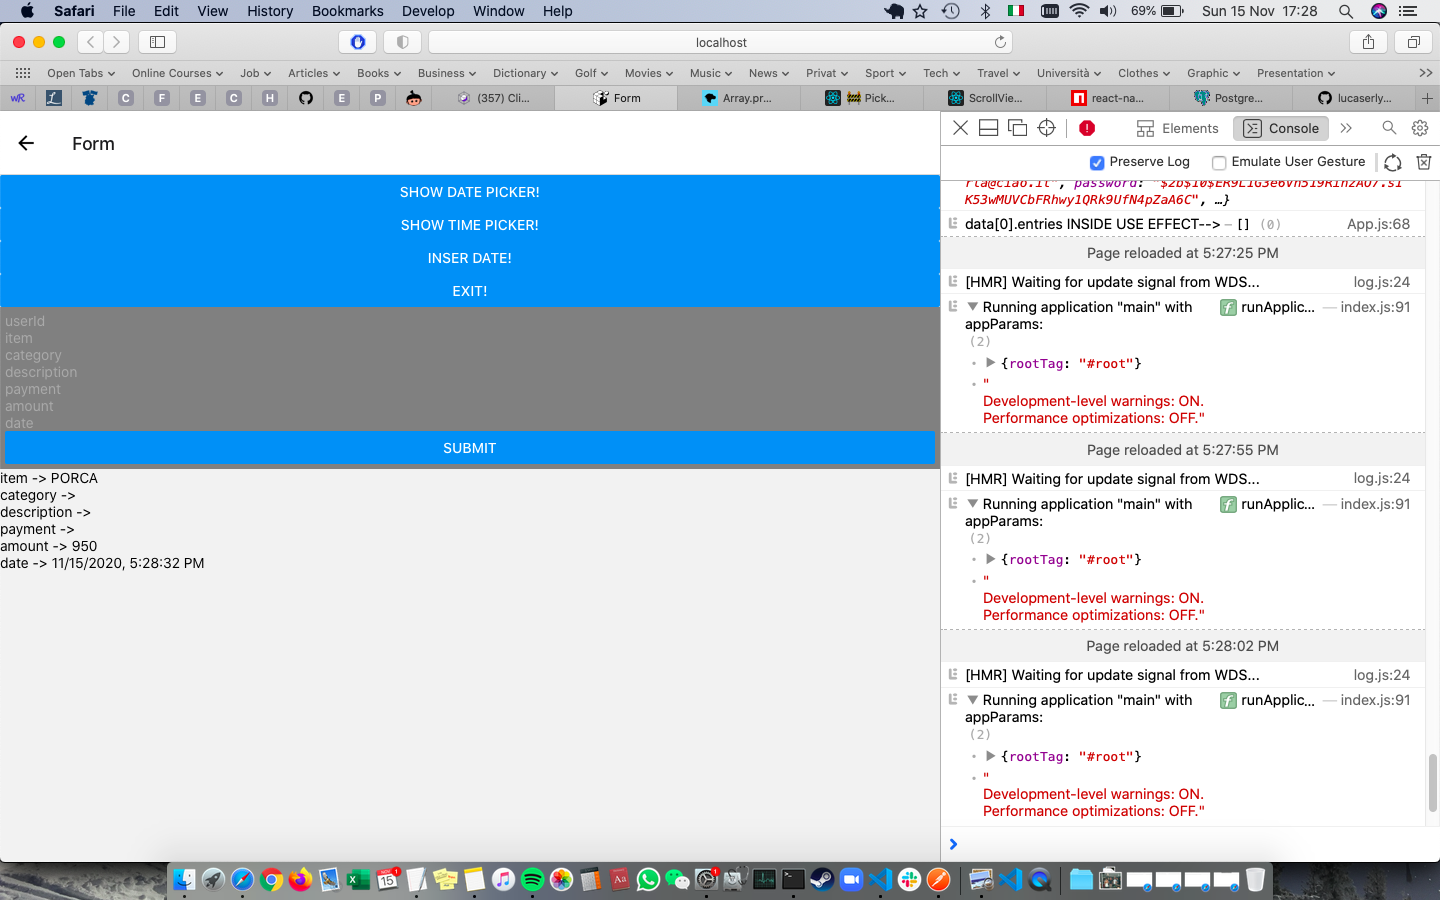 Safari File Edit View History Bookmarks Develop Window Help 69% Sun 15 Nov 17:28
localhost
Open Tabs Online Courses Job Articles Books Business Dictionary Golf Movies Music News Privat Sport Tech Travel Università Clothes Graphic Presentation
wR L C F E C H E P (357) Cli... Form Array.pr... Pick... ScrollVie... react-na... Postgre... lucaserly...
Form
SHOW DATE PICKER!
SHOW TIME PICKER!
INSER DATE!
EXIT!
userId
item
category
description
payment
amount
date
SUBMIT
item -> PORCA
category ->
description ->
payment ->
amount -> 950
date -> 11/15/2020, 5:28:32 PM
Elements Console
Preserve Log Emulate User Gesture
K53wMUVCbFRhwy1QRk9UfN4pZaA6C", …}
data[0].entries INSIDE USE EFFECT--> – [] (0) App.js:68
Page reloaded at 5:27:25 PM
[HMR] Waiting for update signal from WDS... log.js:24
Running application "main" with f runApplic... — index.js:91
appParams:
(2)
{rootTag: "#root"}
"
Development-level warnings: ON.
Performance optimizations: OFF."
Page reloaded at 5:27:55 PM
[HMR] Waiting for update signal from WDS... log.js:24
Running application "main" with f runApplic... — index.js:91
appParams:
(2)
{rootTag: "#root"}
"
Development-level warnings: ON.
Performance optimizations: OFF."
Page reloaded at 5:28:02 PM
[HMR] Waiting for update signal from WDS... log.js:24
Running application "main" with f runApplic... — index.js:91
appParams:
(2)
{rootTag: "#root"}
"
Development-level warnings: ON.
Performance optimizations: OFF."
15 1 Aa 1